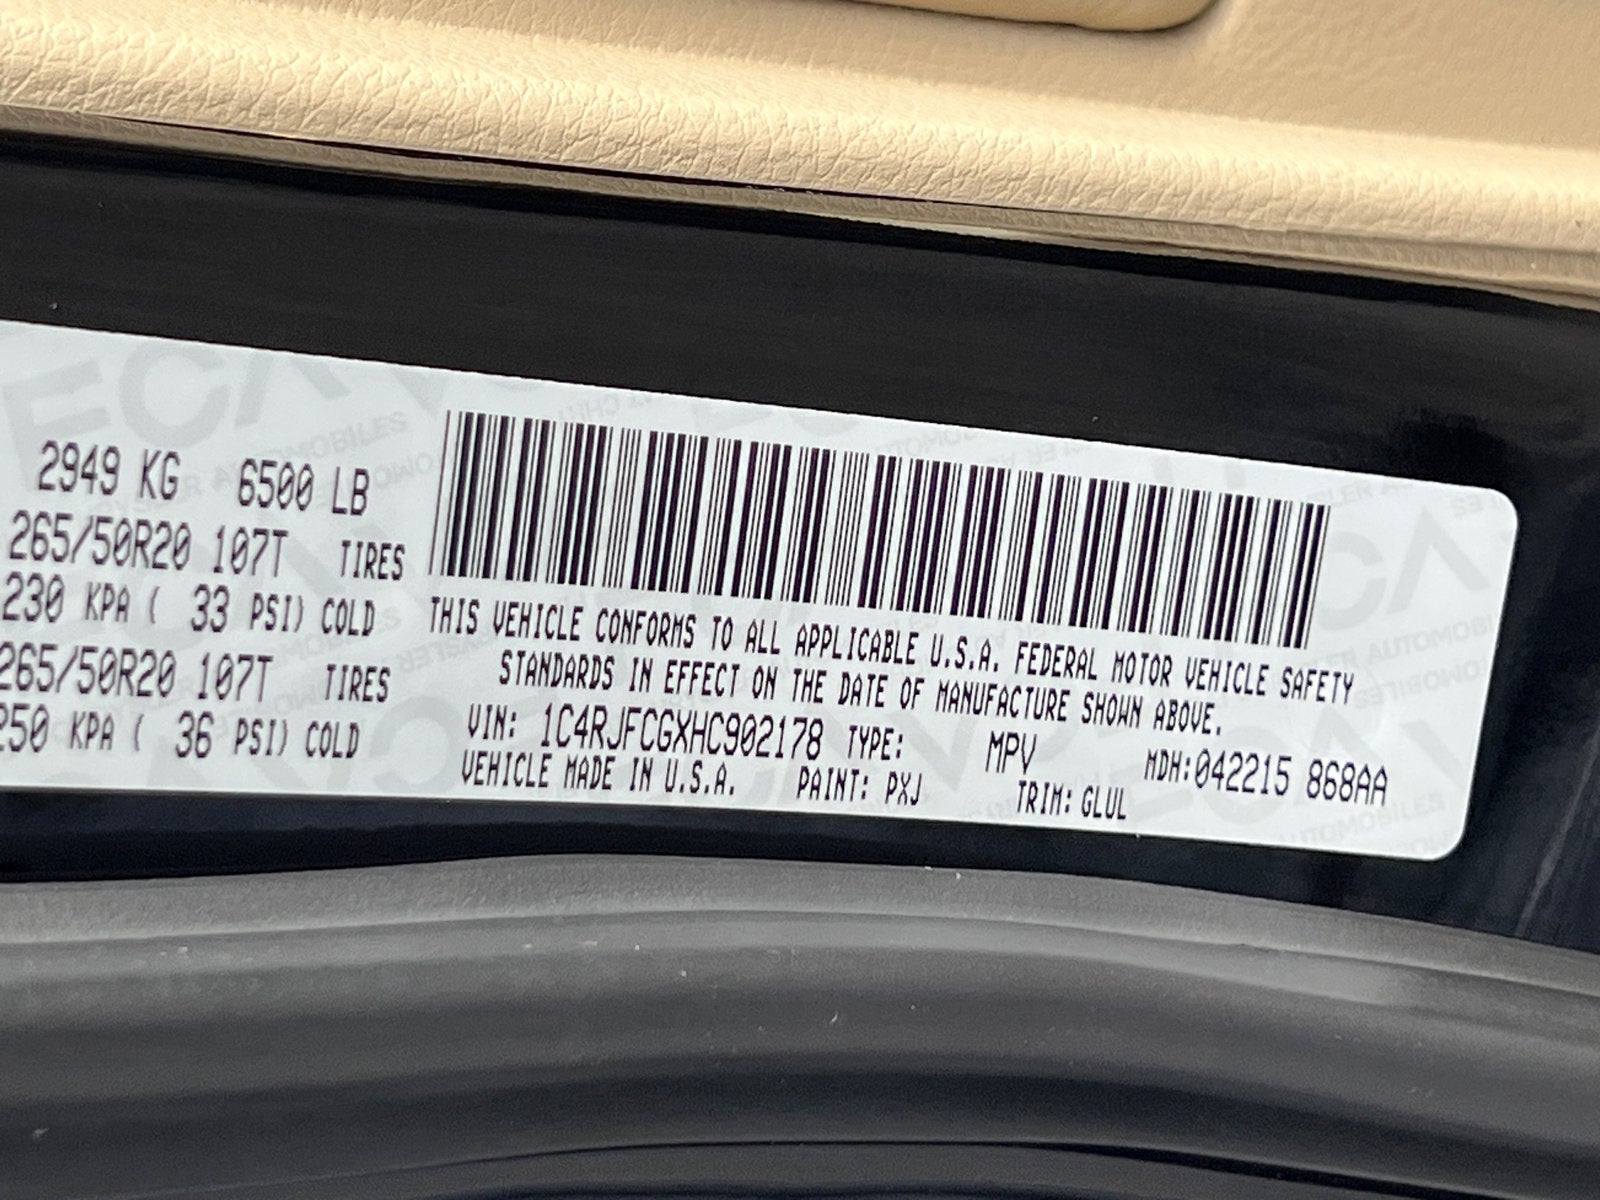 2949 KG 6500 LB
265/50R20 107T TIRES
230 KPA ( 33 PSI) COLD
265/50R20 107T TIRES
250 KPA ( 36 PSI) COLD
THIS VEHICLE CONFORMS TO ALL APPLICABLE U.S.A. FEDERAL MOTOR VEHICLE SAFETY
STANDARDS IN EFFECT ON THE DATE OF MANUFACTURE SHOWN ABOVE.
VIN: 1C4RJFCGXHC902178 TYPE: MPV MDH:042215 868AA
VEHICLE MADE IN U.S.A. PAINT: PXJ TRIM: GLUL